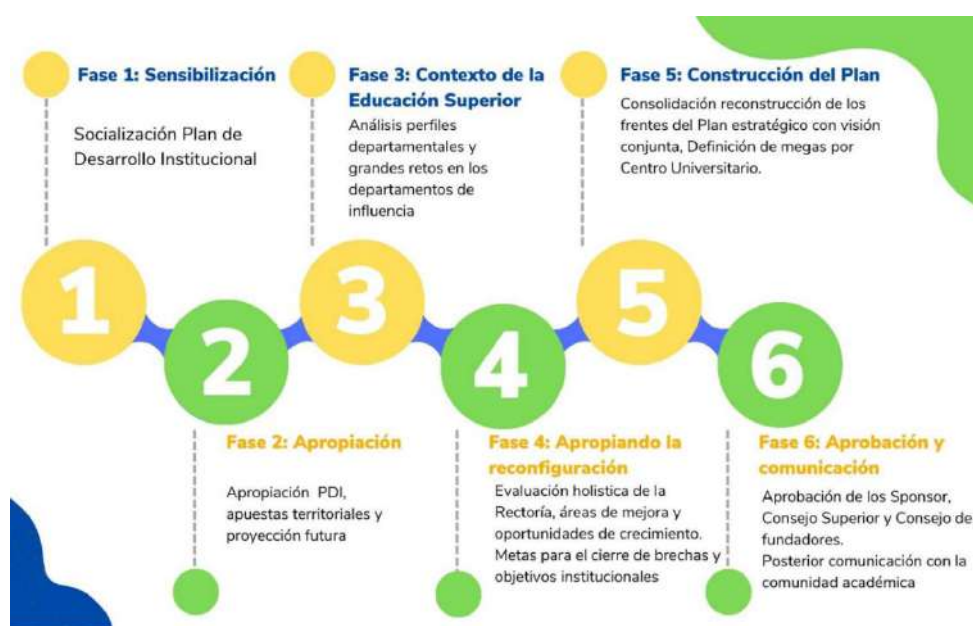 Fase 1: Sensibilización
Socialización Plan de
Desarrollo Institucional
Fase 3: Contexto de la
Educación Superior
Análisis perfiles
departamentales y
grandes retos en los
departamentos de
influencia
Fase 5: Construcción del Plan
Consolidación reconstrucción de los
frentes del Plan estratégico con visión
conjunta, Definición de megas por
Centro Universitario.
1
2
3
4
5
6
Fase 2: Apropiación
Apropiación PDI,
apuestas territoriales y
proyección futura
Fase 4: Apropiando la
reconfiguración
Evaluación holistica de la
Rectoría, áreas de mejora y
oportunidades de crecimiento.
Metas para el cierre de brechas y
objetivos institucionales
Fase 6: Aprobación y
comunicación
Aprobación de los Sponsor,
Consejo Superior y Consejo de
fundadores.
Posterior comunicación con la
comunidad académica